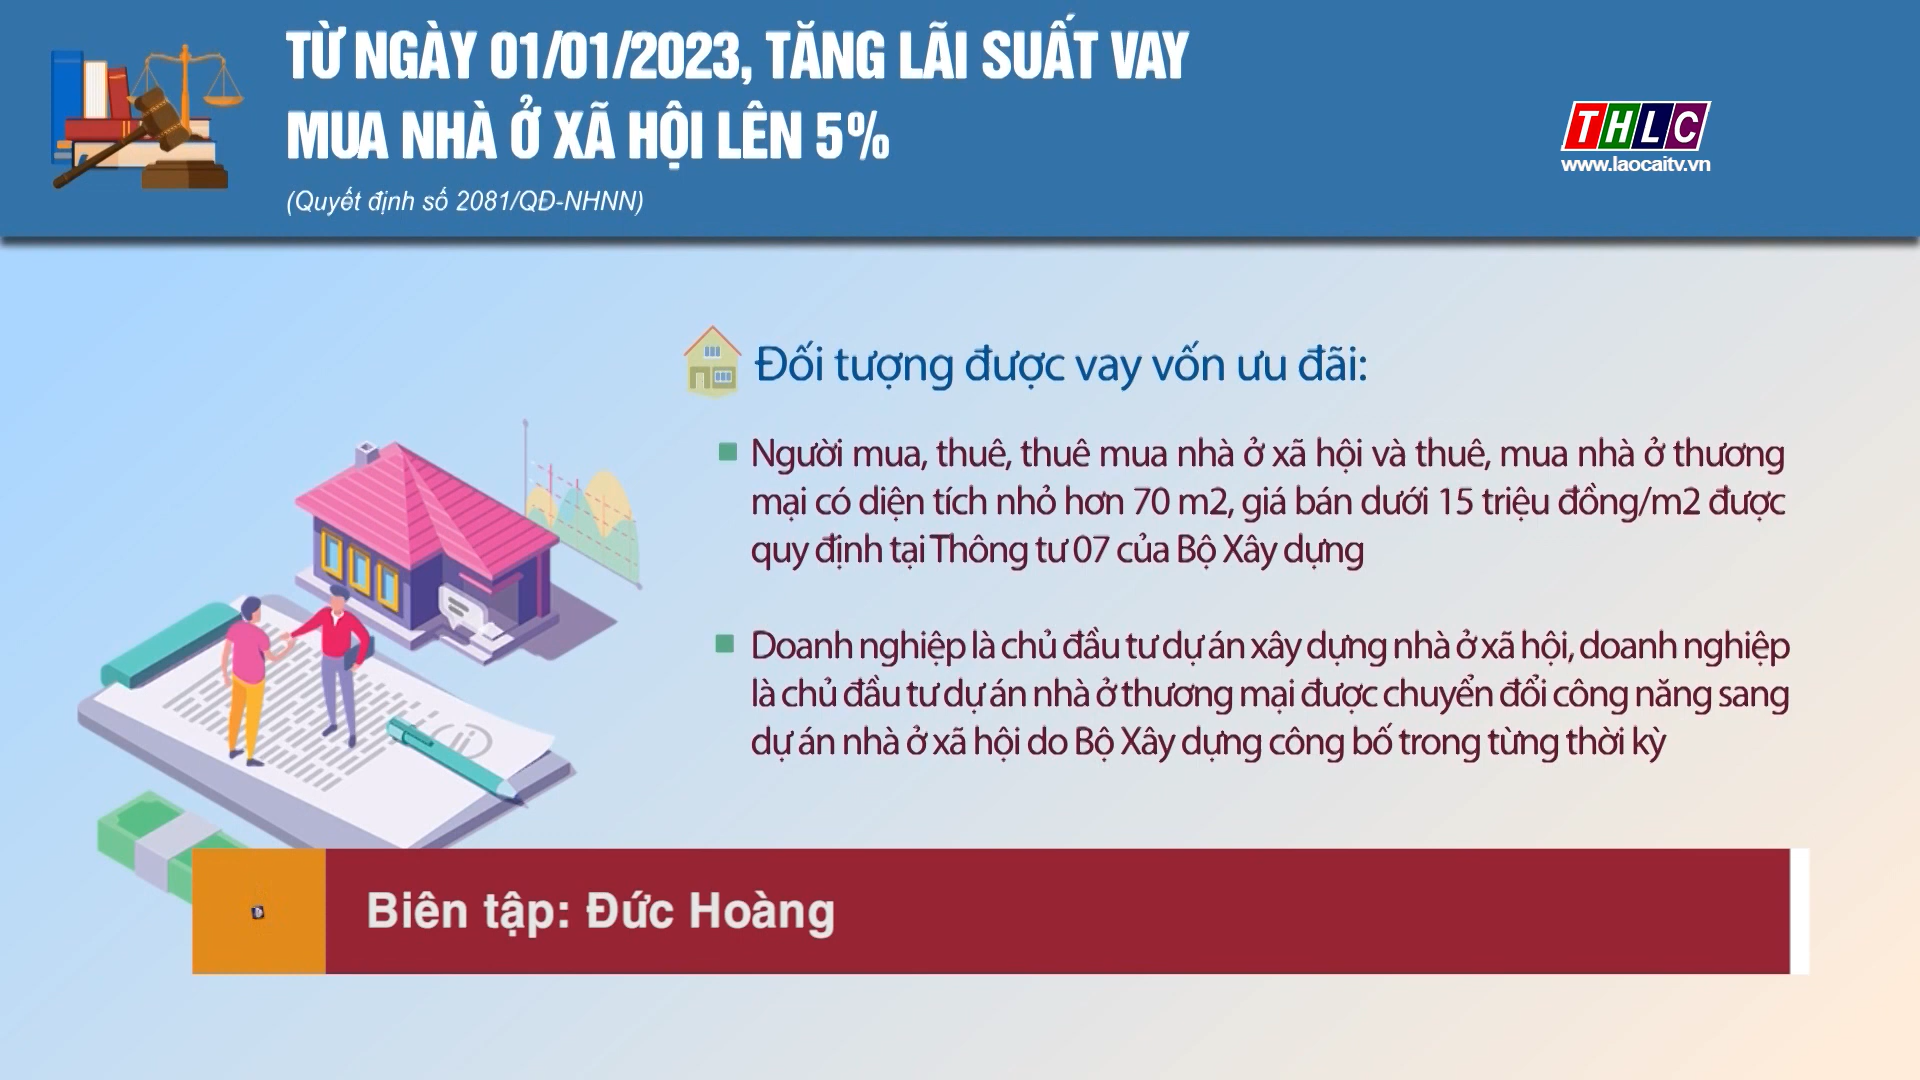 TỪ NGÀY 01/01/2023, TĂNG LÃI SUẤT VAY
MUA NHÀ Ở XÃ HỘI LÊN 5%
(Quyết định số 2081/QĐ-NHNN)
THLC
www.laocaitv.vn
Đối tượng được vay vốn ưu đãi:
Người mua, thuê, thuê mua nhà ở xã hội và thuê, mua nhà ở thương
mại có diện tích nhỏ hơn 70 m2, giá bán dưới 15 triệu đồng/m2 được
quy định tại Thông tư 07 của Bộ Xây dựng
Doanh nghiệp là chủ đầu tư dự án xây dựng nhà ở xã hội, doanh nghiệp
là chủ đầu tư dự án nhà ở thương mại được chuyển đổi công năng sang
dự án nhà ở xã hội do Bộ Xây dựng công bố trong từng thời kỳ
Biên tập: Đức Hoàng